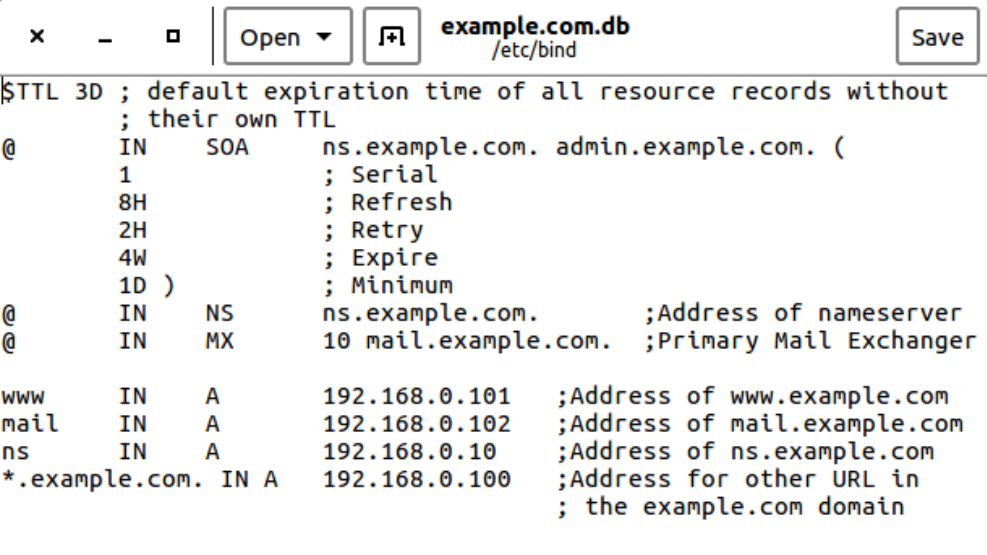 Open
example.com.db
/etc/bind
Save
$TTL 3D ; default expiration time of all resource records without
        ; their own TTL
@       IN    SOA     ns.example.com. admin.example.com. (
        1             ; Serial
        8H            ; Refresh
        2H            ; Retry
        4W            ; Expire
        1D )          ; Minimum
@       IN    NS      ns.example.com.       ;Address of nameserver
@       IN    MX      10 mail.example.com.  ;Primary Mail Exchanger

www     IN    A       192.168.0.101   ;Address of www.example.com
mail    IN    A       192.168.0.102   ;Address of mail.example.com
ns      IN    A       192.168.0.10    ;Address of ns.example.com
*.example.com. IN A   192.168.0.100   ;Address for other URL in
                                      ; the example.com domain